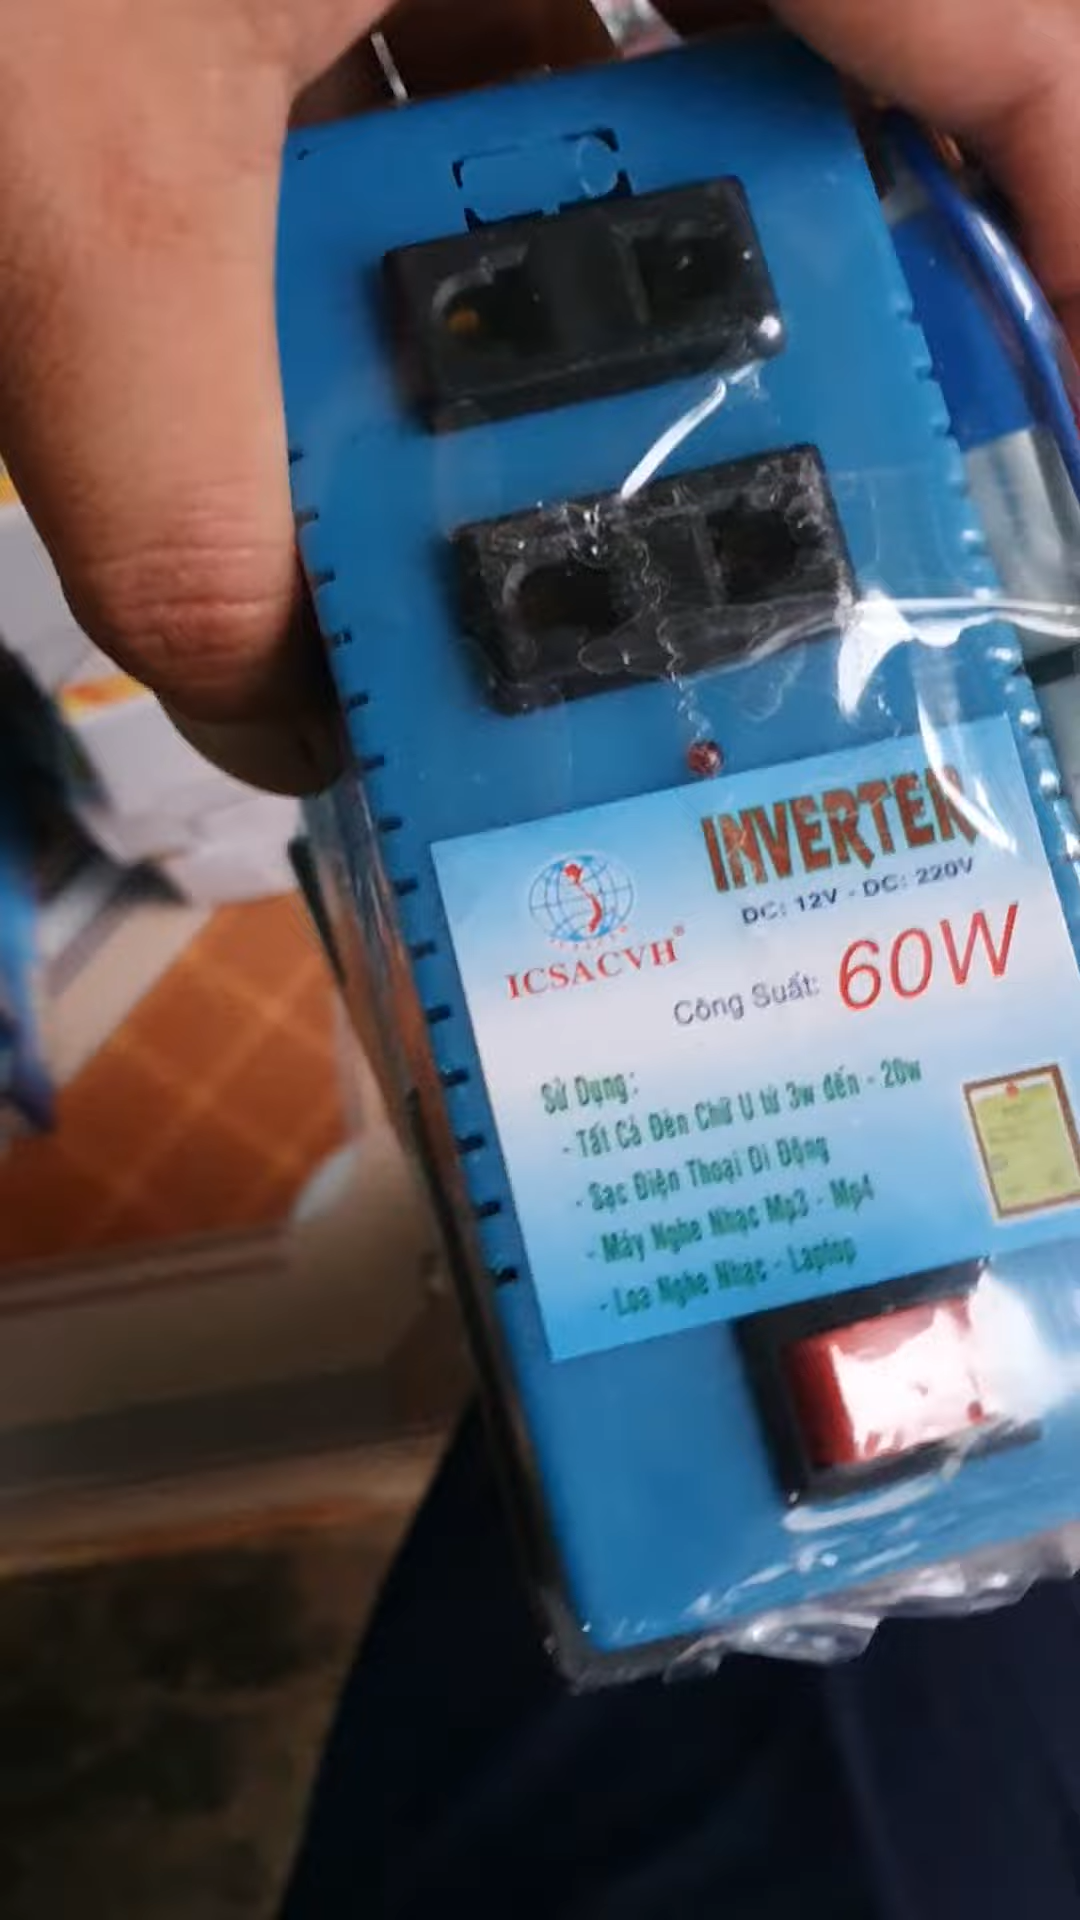 INVERTER
DC: 12V - DC: 220V
ICSACVH®
Công Suất: 60W
Sử Dụng:
- Tất Cả Đèn Chữ U từ 3w đến - 20w
- Sạc Điện Thoại Di Động
- Máy Nghe Nhạc Mp3 - Mp4
- Loa Nghe Nhạc - Laptop